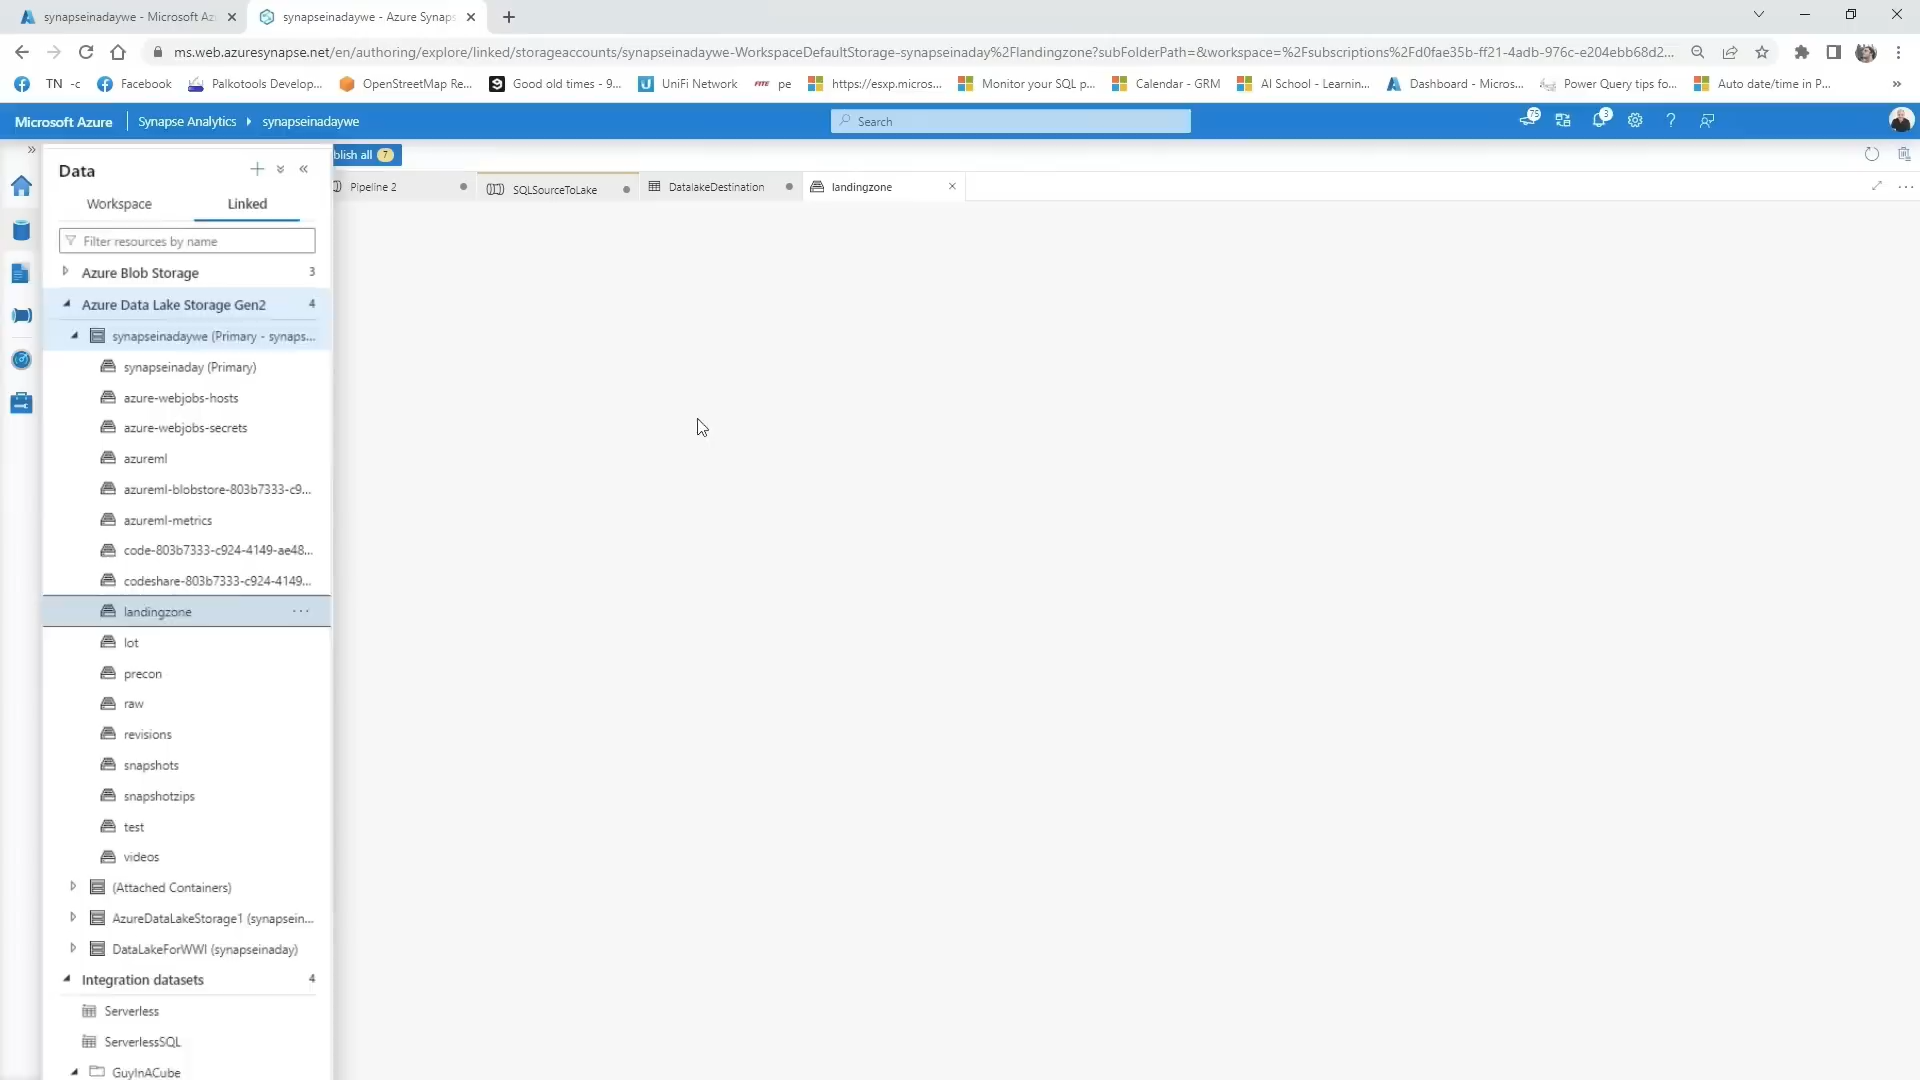 synapseinadaywe - Microsoft Az
synapseinadaywe - Azure Synaps
ms.web.azuresynapse.net/en/authoring/explore/linked/storageaccounts/synapseinadaywe-WorkspaceDefaultStorage-synapseinaday%2Flandingzone?subFolderPath=&workspace=%2Fsubscriptions%2Fd0fae35b-ff21-4adb-976c-e204ebb68d2...
TN -c
Facebook
Palkotools Develop...
OpenStreetMap Re...
Good old times - 9...
UniFi Network
FITE pe
https://esxp.micros...
Monitor your SQL p...
Calendar - GRM
AI School - Learnin...
Dashboard - Micros...
Power Query tips fo...
Auto date/time in P...
»
Microsoft Azure
Synapse Analytics
synapseinadaywe
Search
75
3
»
Data
«
blish all 7
Pipeline 2
SQLSourceToLake
DatalakeDestination
landingzone
Workspace
Linked
Filter resources by name
Azure Blob Storage 3
Azure Data Lake Storage Gen2 4
synapseinadaywe (Primary - synaps...
synapseinaday (Primary)
azure-webjobs-hosts
azure-webjobs-secrets
azureml
azureml-blobstore-803b7333-c9...
azureml-metrics
code-803b7333-c924-4149-ae48...
codeshare-803b7333-c924-4149...
landingzone ...
lot
precon
raw
revisions
snapshots
snapshotzips
test
videos
(Attached Containers)
AzureDataLakeStorage1 (synapsein...
DataLakeForWWI (synapseinaday)
Integration datasets 4
Serverless
ServerlessSQL
GuyInACube